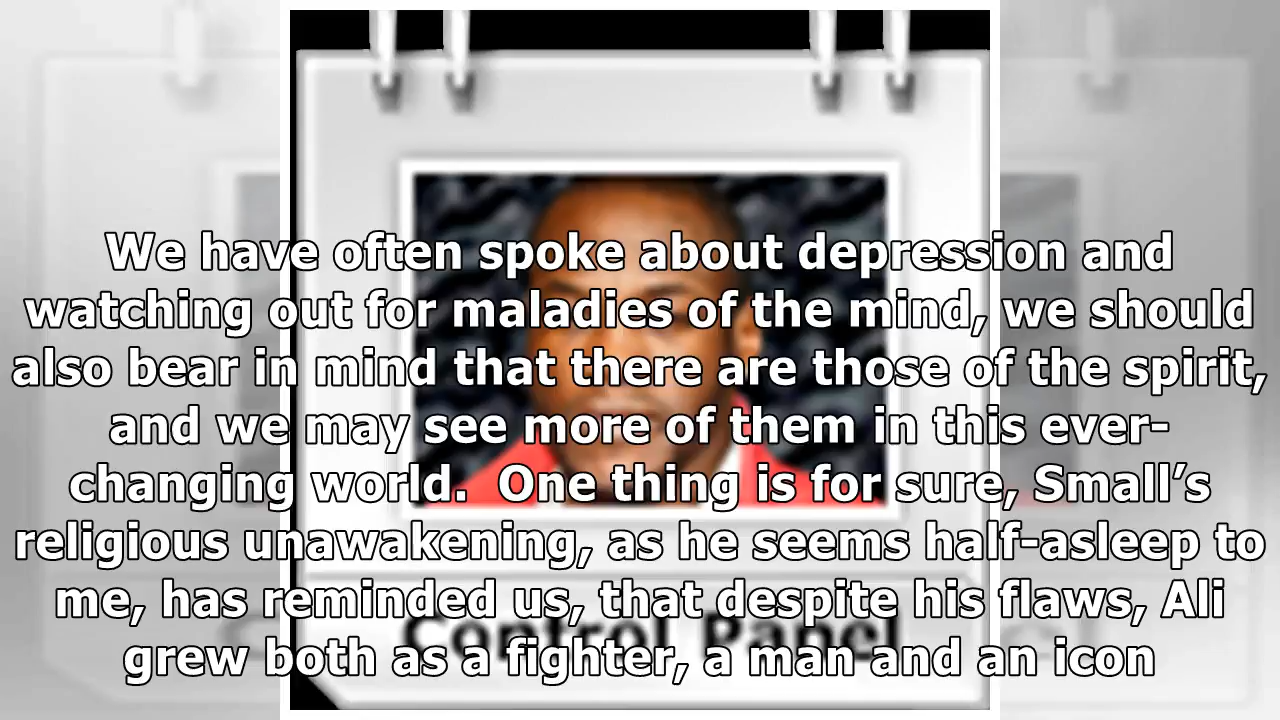 We have often spoke about depression and
watching out for maladies of the mind, we should
also bear in mind that there are those of the spirit,
and we may see more of them in this ever-
changing world.  One thing is for sure, Small’s
religious unawakening, as he seems half-asleep to
me, has reminded us, that despite his flaws, Ali
grew both as a fighter, a man and an icon
Control Panel